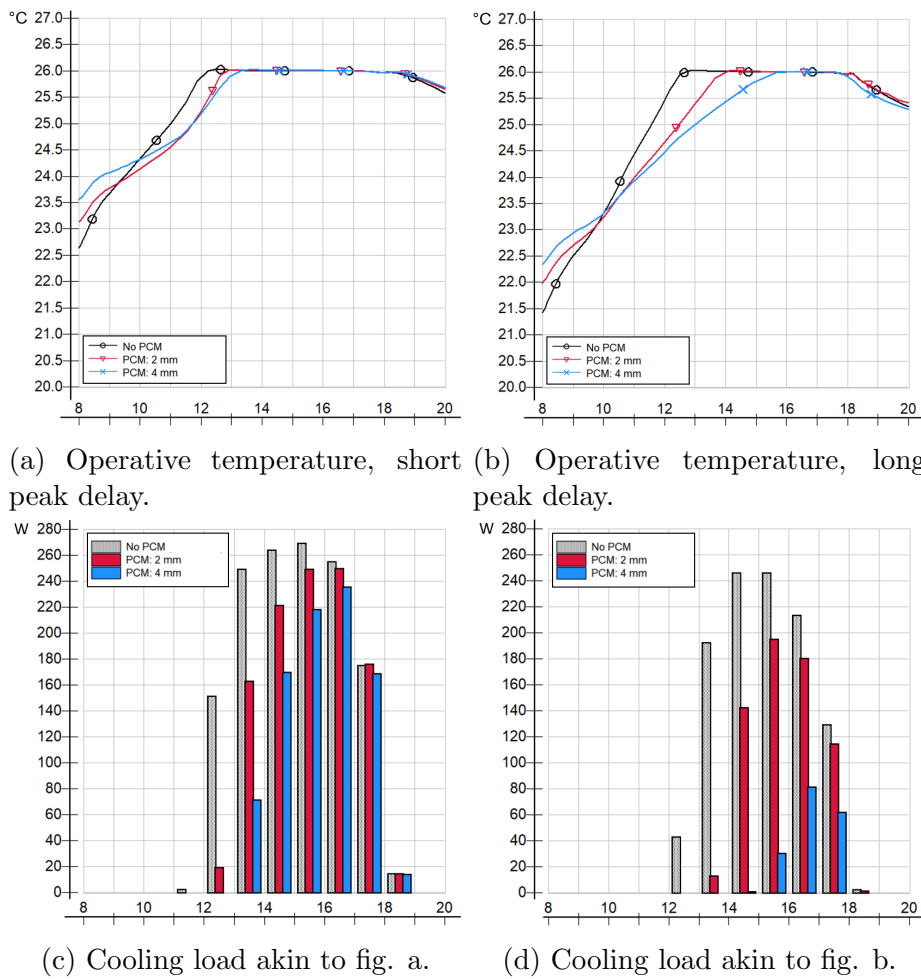 °C 27.0
26.5
26.0
25.5
25.0
24.5
24.0
23.5
23.0
22.5
22.0
21.5
21.0
20.5
20.0
No PCM
PCM: 2 mm
PCM: 4 mm
8 10 12 14 16 18 20
(a) Operative temperature, short
peak delay.
°C 27.0
26.5
26.0
25.5
25.0
24.5
24.0
23.5
23.0
22.5
22.0
21.5
21.0
20.5
20.0
No PCM
PCM: 2 mm
PCM: 4 mm
8 10 12 14 16 18 20
(b) Operative temperature, long
peak delay.
W 280
260
240
220
200
180
160
140
120
100
80
60
40
20
0
No PCM
PCM: 2 mm
PCM: 4 mm
8 10 12 14 16 18 20
(c) Cooling load akin to fig. a.
W 280
260
240
220
200
180
160
140
120
100
80
60
40
20
0
No PCM
PCM: 2 mm
PCM: 4 mm
8 10 12 14 16 18 20
(d) Cooling load akin to fig. b.